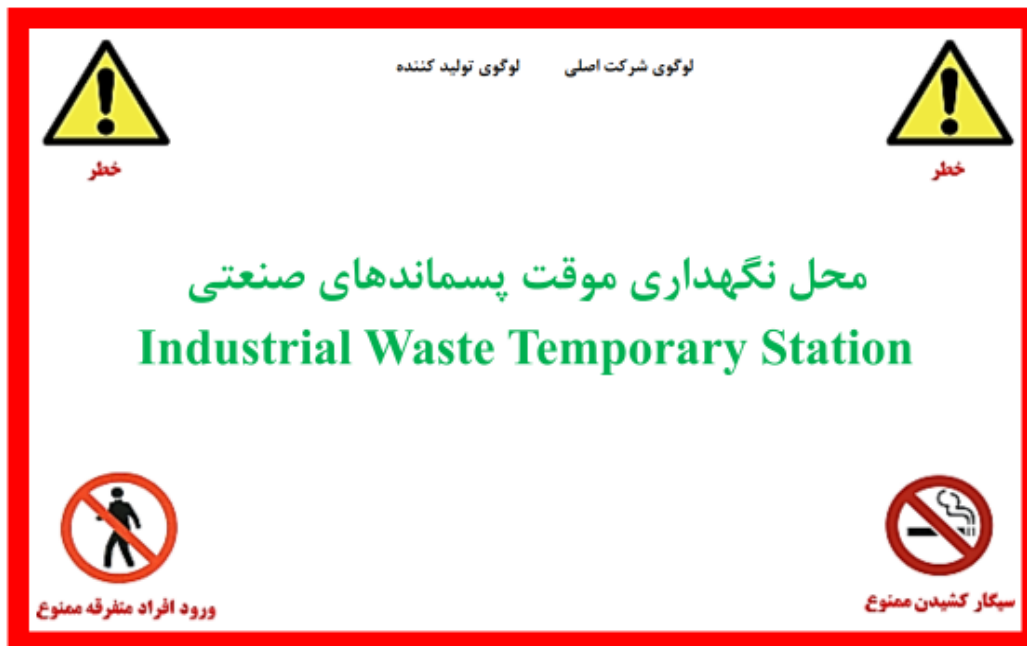 لوگوی شرکت اصلی لوگوی تولید کننده
خطر خطر
محل نگهداری موقت پسماندهای صنعتی
Industrial Waste Temporary Station
سیگار کشیدن ممنوع
ورود افراد متفرقه ممنوع